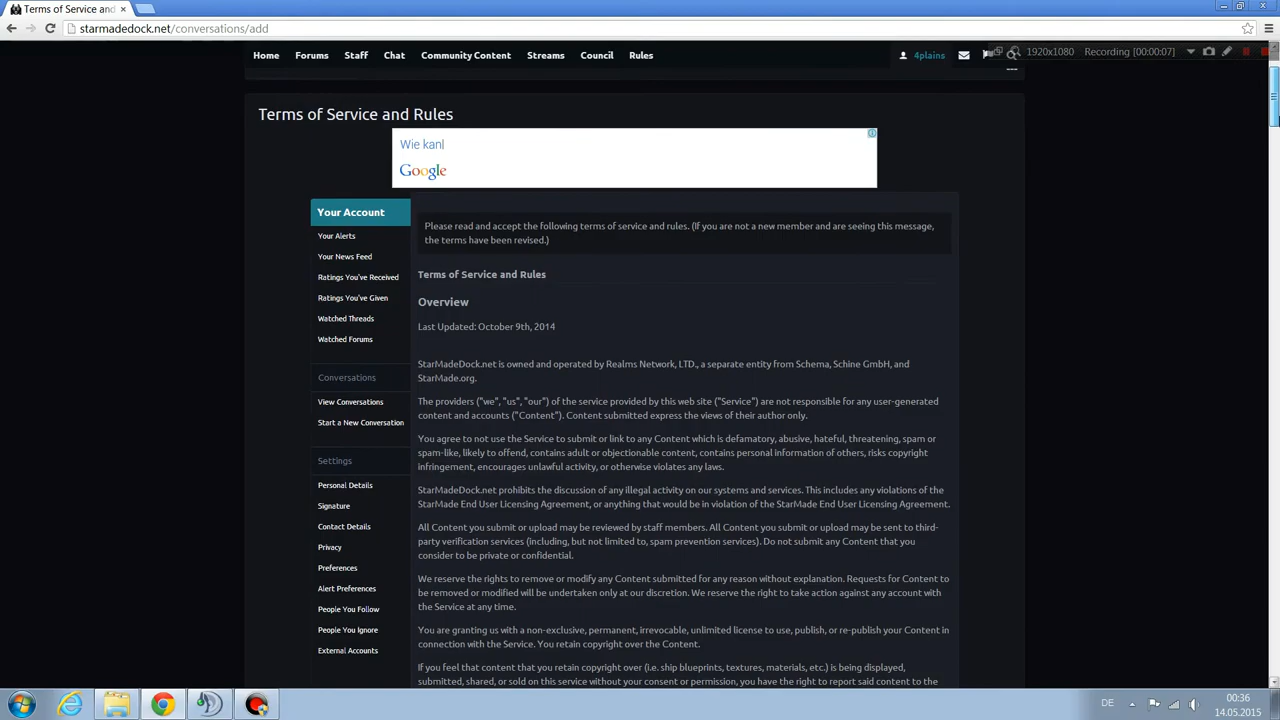 Terms of Service and
starmadedock.net/conversations/add
Home Forums Staff Chat Community Content Streams Council Rules
4plains
1920x1080 Recording [00:00:07]
Terms of Service and Rules
Wie kanl
Google
Your Account
Your Alerts
Your News Feed
Ratings You've Received
Ratings You've Given
Watched Threads
Watched Forums
Conversations
View Conversations
Start a New Conversation
Settings
Personal Details
Signature
Contact Details
Privacy
Preferences
Alert Preferences
People You Follow
People You Ignore
External Accounts
Please read and accept the following terms of service and rules. (If you are not a new member and are seeing this message,
the terms have been revised.)
Terms of Service and Rules
Overview
Last Updated: October 9th, 2014
StarMadeDock.net is owned and operated by Realms Network, LTD., a separate entity from Schema, Schine GmbH, and
StarMade.org.
The providers ("we", "us", "our") of the service provided by this web site ("Service") are not responsible for any user-generated
content and accounts ("Content"). Content submitted express the views of their author only.
You agree to not use the Service to submit or link to any Content which is defamatory, abusive, hateful, threatening, spam or
spam-like, likely to offend, contains adult or objectionable content, contains personal information of others, risks copyright
infringement, encourages unlawful activity, or otherwise violates any laws.
StarMadeDock.net prohibits the discussion of any illegal activity on our systems and services. This includes any violations of the
StarMade End User Licensing Agreement, or anything that would be in violation of the StarMade End User Licensing Agreement.
All Content you submit or upload may be reviewed by staff members. All Content you submit or upload may be sent to third-
party verification services (including, but not limited to, spam prevention services). Do not submit any Content that you
consider to be private or confidential.
We reserve the rights to remove or modify any Content submitted for any reason without explanation. Requests for Content to
be removed or modified will be undertaken only at our discretion. We reserve the right to take action against any account with
the Service at any time.
You are granting us with a non-exclusive, permanent, irrevocable, unlimited license to use, publish, or re-publish your Content in
connection with the Service. You retain copyright over the Content.
If you feel that content that you retain copyright over (i.e. ship blueprints, textures, materials, etc.) is being displayed,
submitted, shared, or sold on this service without your consent or permission, you have the right to report said content to the
DE
00:36
14.05.2015